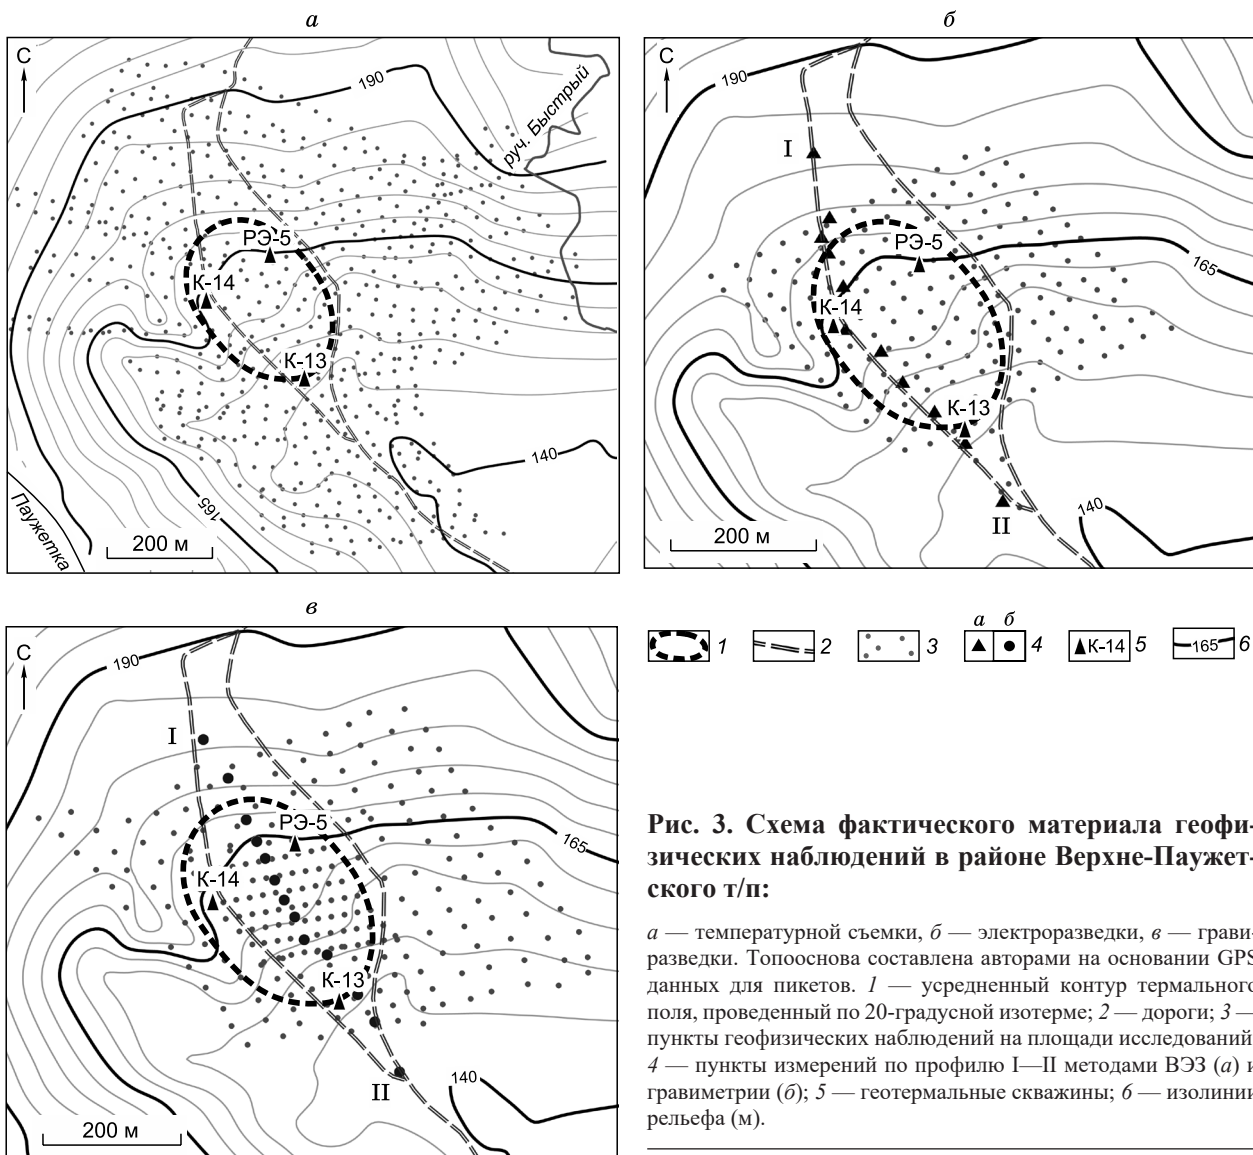 а
С
190
руч. Быстрый
РЭ-5
К-14
К-13
140
165
Паужетка
200 м
б
С
190
I
РЭ-5
165
К-14
К-13
II
140
200 м
в
С
190
I
РЭ-5
165
К-14
К-13
II
140
200 м
а б
1 2 3 4 К-14 5 165 6
Рис. 3. Схема фактического материала геофи-
зических наблюдений в районе Верхне-Паужет-
ского т/п:
а — температурной съемки, б — электроразведки, в — грави-
разведки. Топооснова составлена авторами на основании GPS
данных для пикетов. 1 — усредненный контур термального
поля, проведенный по 20-градусной изотерме; 2 — дороги; 3 —
пункты геофизических наблюдений на площади исследований
4 — пункты измерений по профилю I—II методами ВЭЗ (а) и
гравиметрии (б); 5 — геотермальные скважины; 6 — изолинии
рельефа (м).